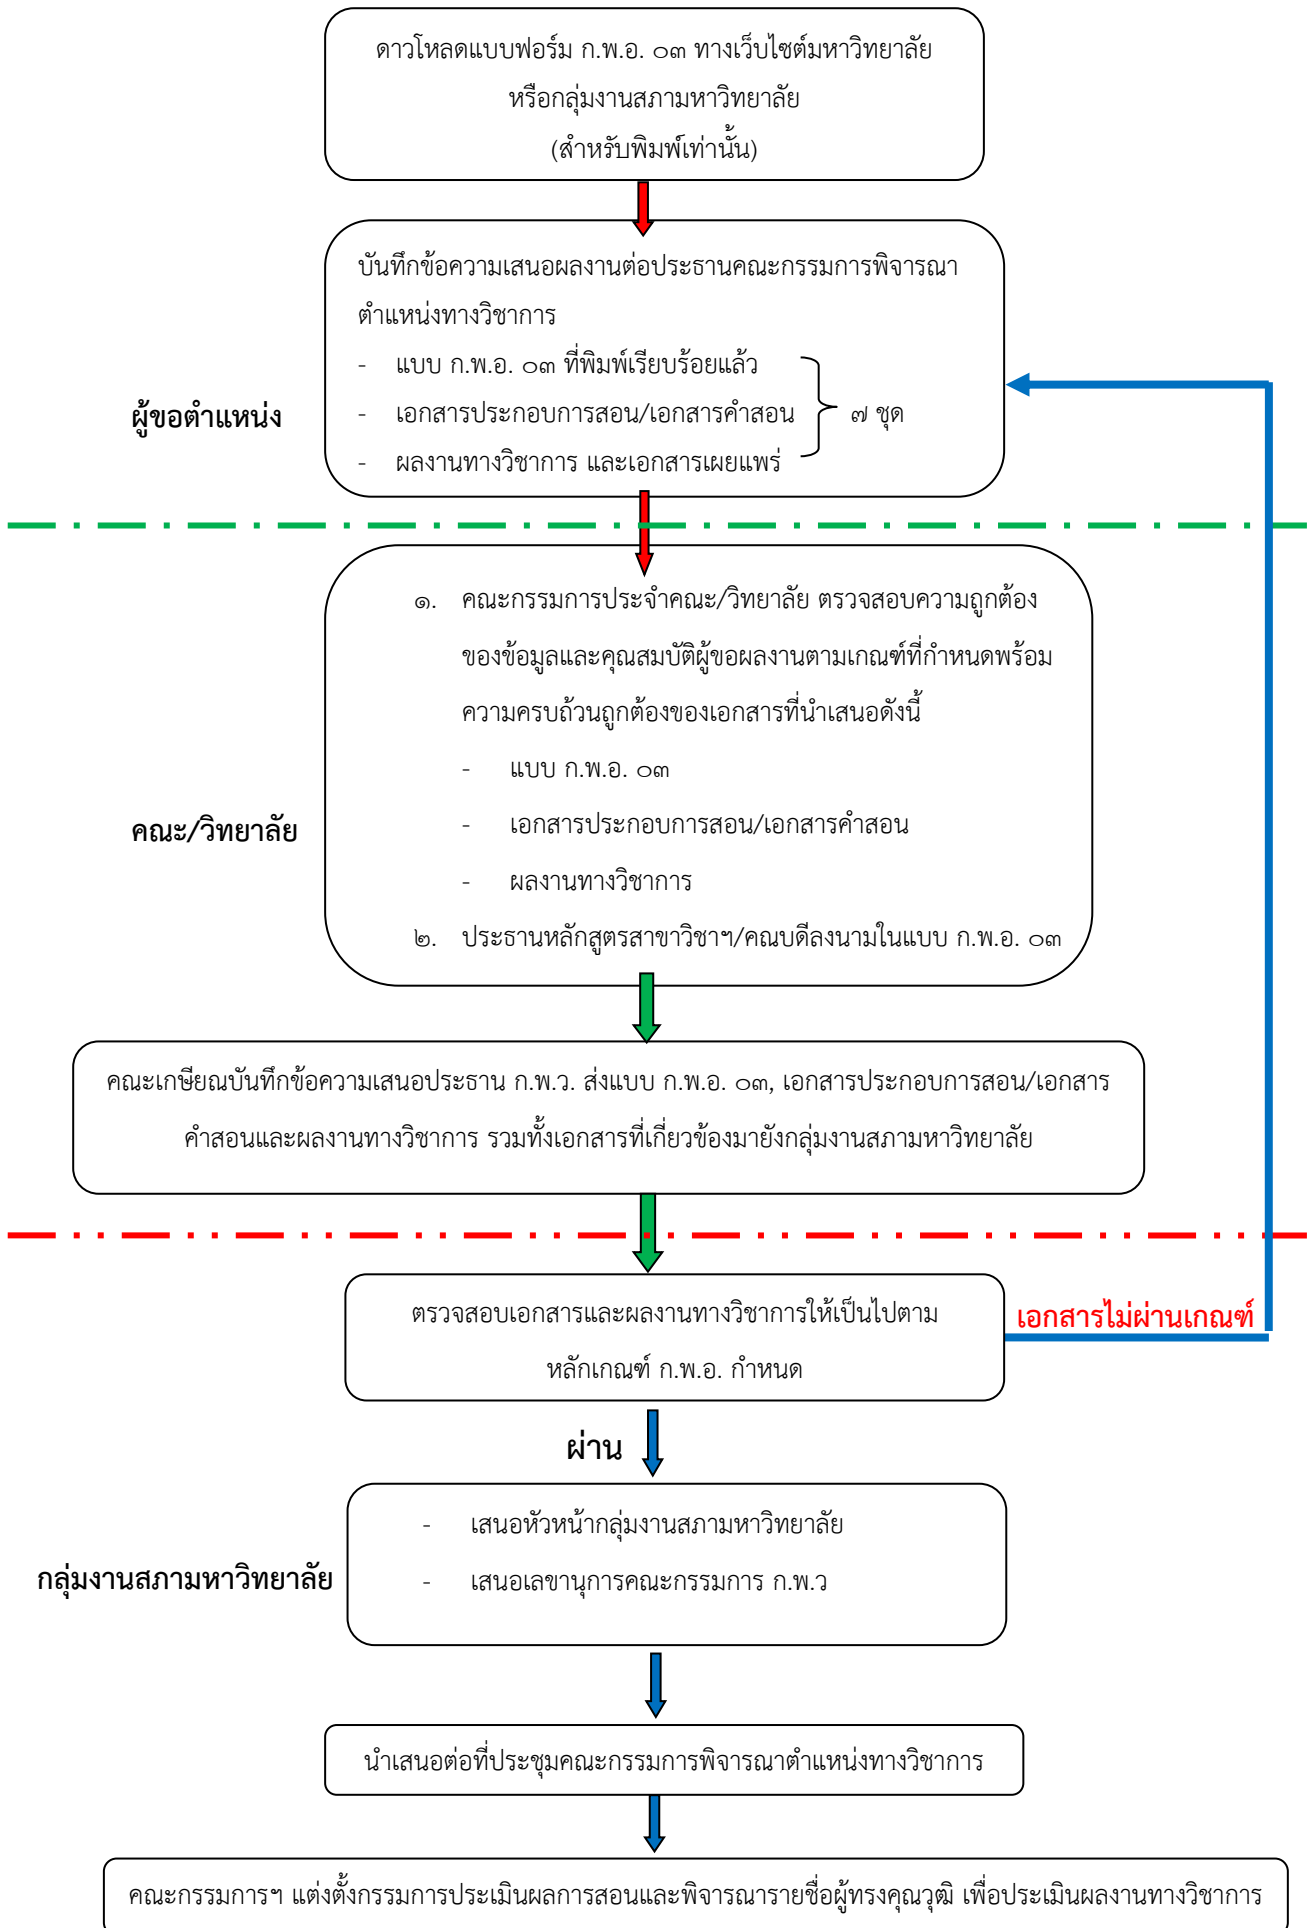 ดาวโหลดแบบฟอร์ม ก.พ.อ. ๐๓ ทางเว็บไซต์มหาวิทยาลัย
หรือกลุ่มงานสภามหาวิทยาลัย
(สำหรับพิมพ์เท่านั้น)
บันทึกข้อความเสนอผลงานต่อประธานคณะกรรมการพิจารณา
ตำแหน่งทางวิชาการ
- แบบ ก.พ.อ. ๐๓ ที่พิมพ์เรียบร้อยแล้ว
- เอกสารประกอบการสอน/เอกสารคำสอน
- ผลงานทางวิชาการ และเอกสารเผยแพร่
๗ ชุด
ผู้ขอตำแหน่ง
๑. คณะกรรมการประจำคณะ/วิทยาลัย ตรวจสอบความถูกต้อง
ของข้อมูลและคุณสมบัติผู้ขอผลงานตามเกณฑ์ที่กำหนดพร้อม
ความครบถ้วนถูกต้องของเอกสารที่นำเสนอดังนี้
- แบบ ก.พ.อ. ๐๓
- เอกสารประกอบการสอน/เอกสารคำสอน
- ผลงานทางวิชาการ
๒. ประธานหลักสูตรสาขาวิชาฯ/คณบดีลงนามในแบบ ก.พ.อ. ๐๓
คณะ/วิทยาลัย
คณะเกษียณบันทึกข้อความเสนอประธาน ก.พ.ว. ส่งแบบ ก.พ.อ. ๐๓, เอกสารประกอบการสอน/เอกสาร
คำสอนและผลงานทางวิชาการ รวมทั้งเอกสารที่เกี่ยวข้องมายังกลุ่มงานสภามหาวิทยาลัย
ตรวจสอบเอกสารและผลงานทางวิชาการให้เป็นไปตาม
หลักเกณฑ์ ก.พ.อ. กำหนด
เอกสารไม่ผ่านเกณฑ์
ผ่าน
- เสนอหัวหน้ากลุ่มงานสภามหาวิทยาลัย
- เสนอเลขานุการคณะกรรมการ ก.พ.ว
กลุ่มงานสภามหาวิทยาลัย
นำเสนอต่อที่ประชุมคณะกรรมการพิจารณาตำแหน่งทางวิชาการ
คณะกรรมการฯ แต่งตั้งกรรมการประเมินผลการสอนและพิจารณารายชื่อผู้ทรงคุณวุฒิ เพื่อประเมินผลงานทางวิชาการ